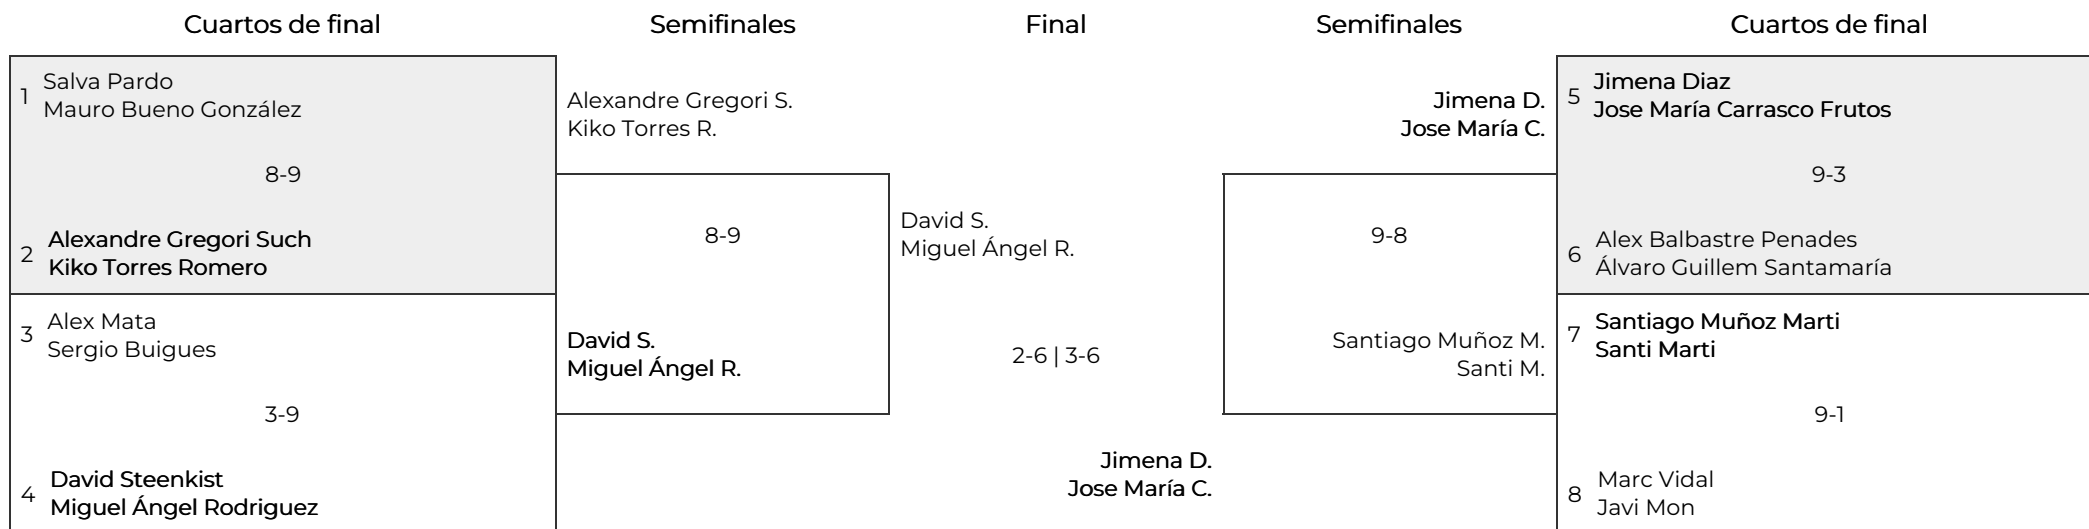 Cuartos de final
Semifinales
Final
Semifinales
Cuartos de final
1
Salva Pardo
Mauro Bueno González
8-9
2
Alexandre Gregori Such
Kiko Torres Romero
3
Alex Mata
Sergio Buigues
3-9
4
David Steenkist
Miguel Ángel Rodriguez
Alexandre Gregori S.
Kiko Torres R.
8-9
David S.
Miguel Ángel R.
David S.
Miguel Ángel R.
2-6 | 3-6
Jimena D.
Jose María C.
Jimena D.
Jose María C.
9-8
Santiago Muñoz M.
Santi M.
5
Jimena Diaz
Jose María Carrasco Frutos
9-3
6
Alex Balbastre Penades
Álvaro Guillem Santamaría
7
Santiago Muñoz Marti
Santi Marti
9-1
8
Marc Vidal
Javi Mon